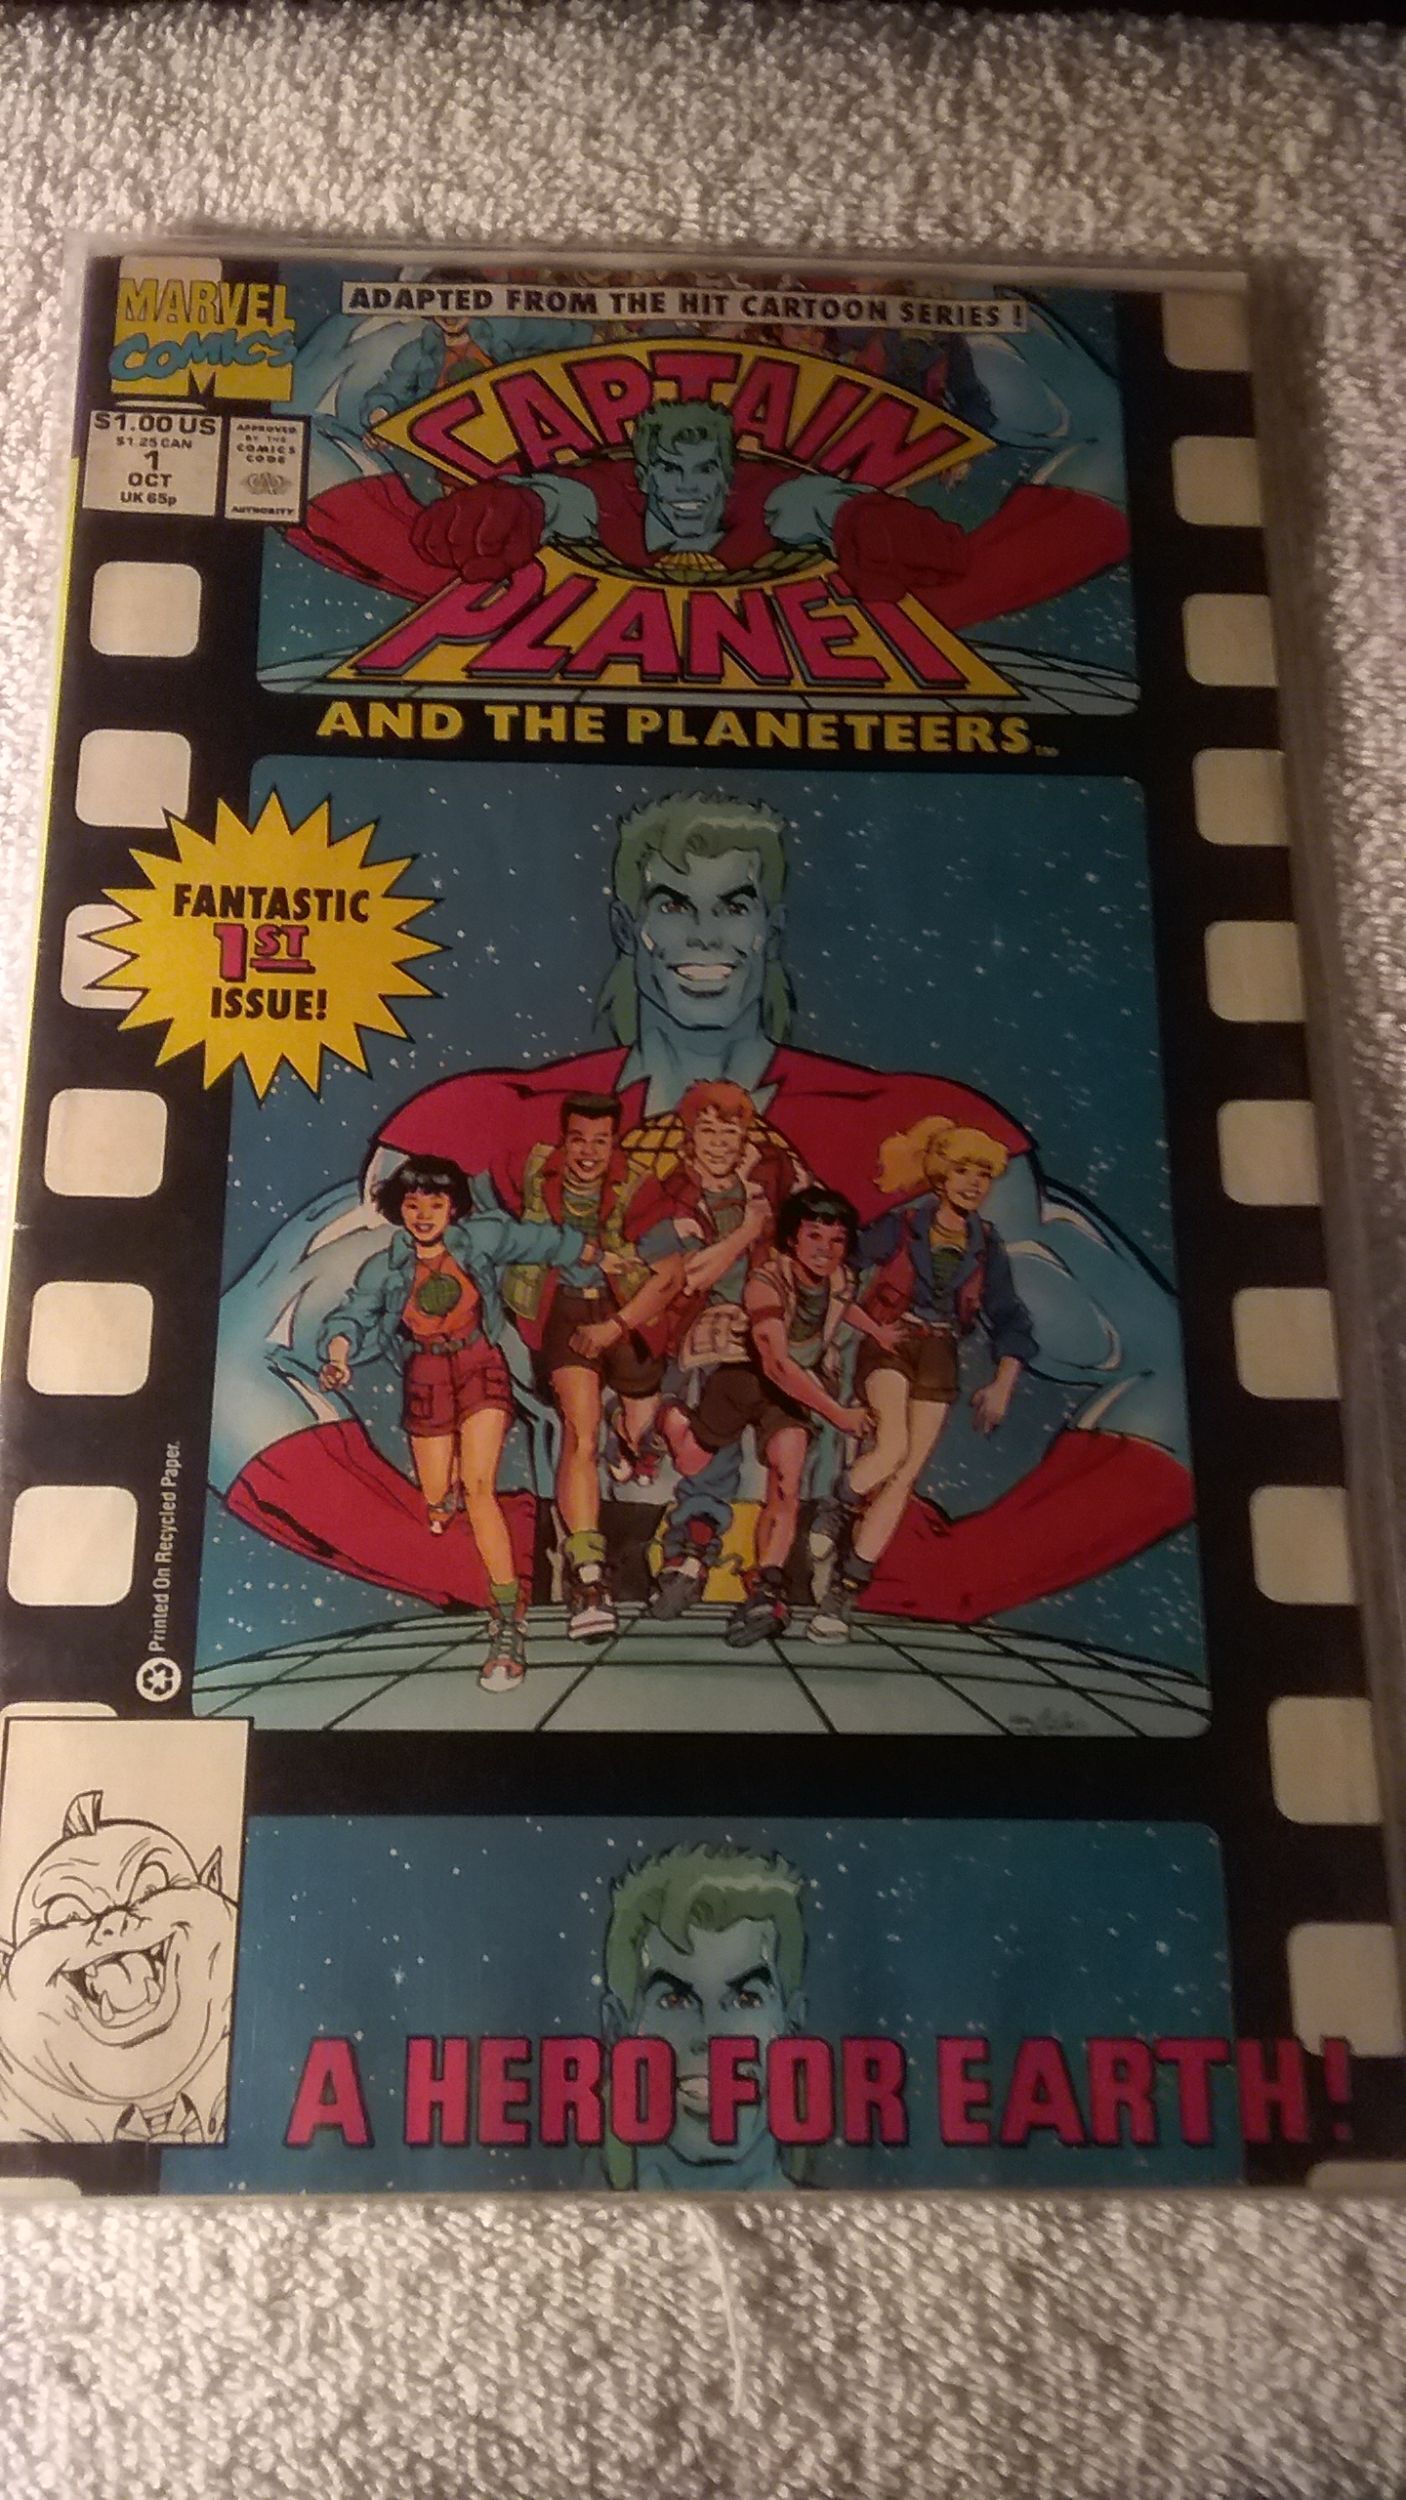 MARVEL
COMICS
M
ADAPTED FROM THE HIT CARTOON SERIES !
$1.00 US
$1.25 CAN
1
OCT
UK 65p
APPROVED
BY THE
COMICS
CODE
CA
AUTHORITY
CAPTAIN
PLANET
AND THE PLANETEERS™
FANTASTIC
1ST
ISSUE!
Printed On Recycled Paper.
A HERO FOR EARTH!